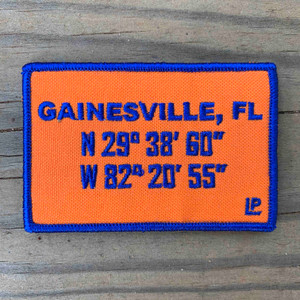 GAINESVILLE, FL
N 29° 38' 60"
W 82° 20' 55"
LP